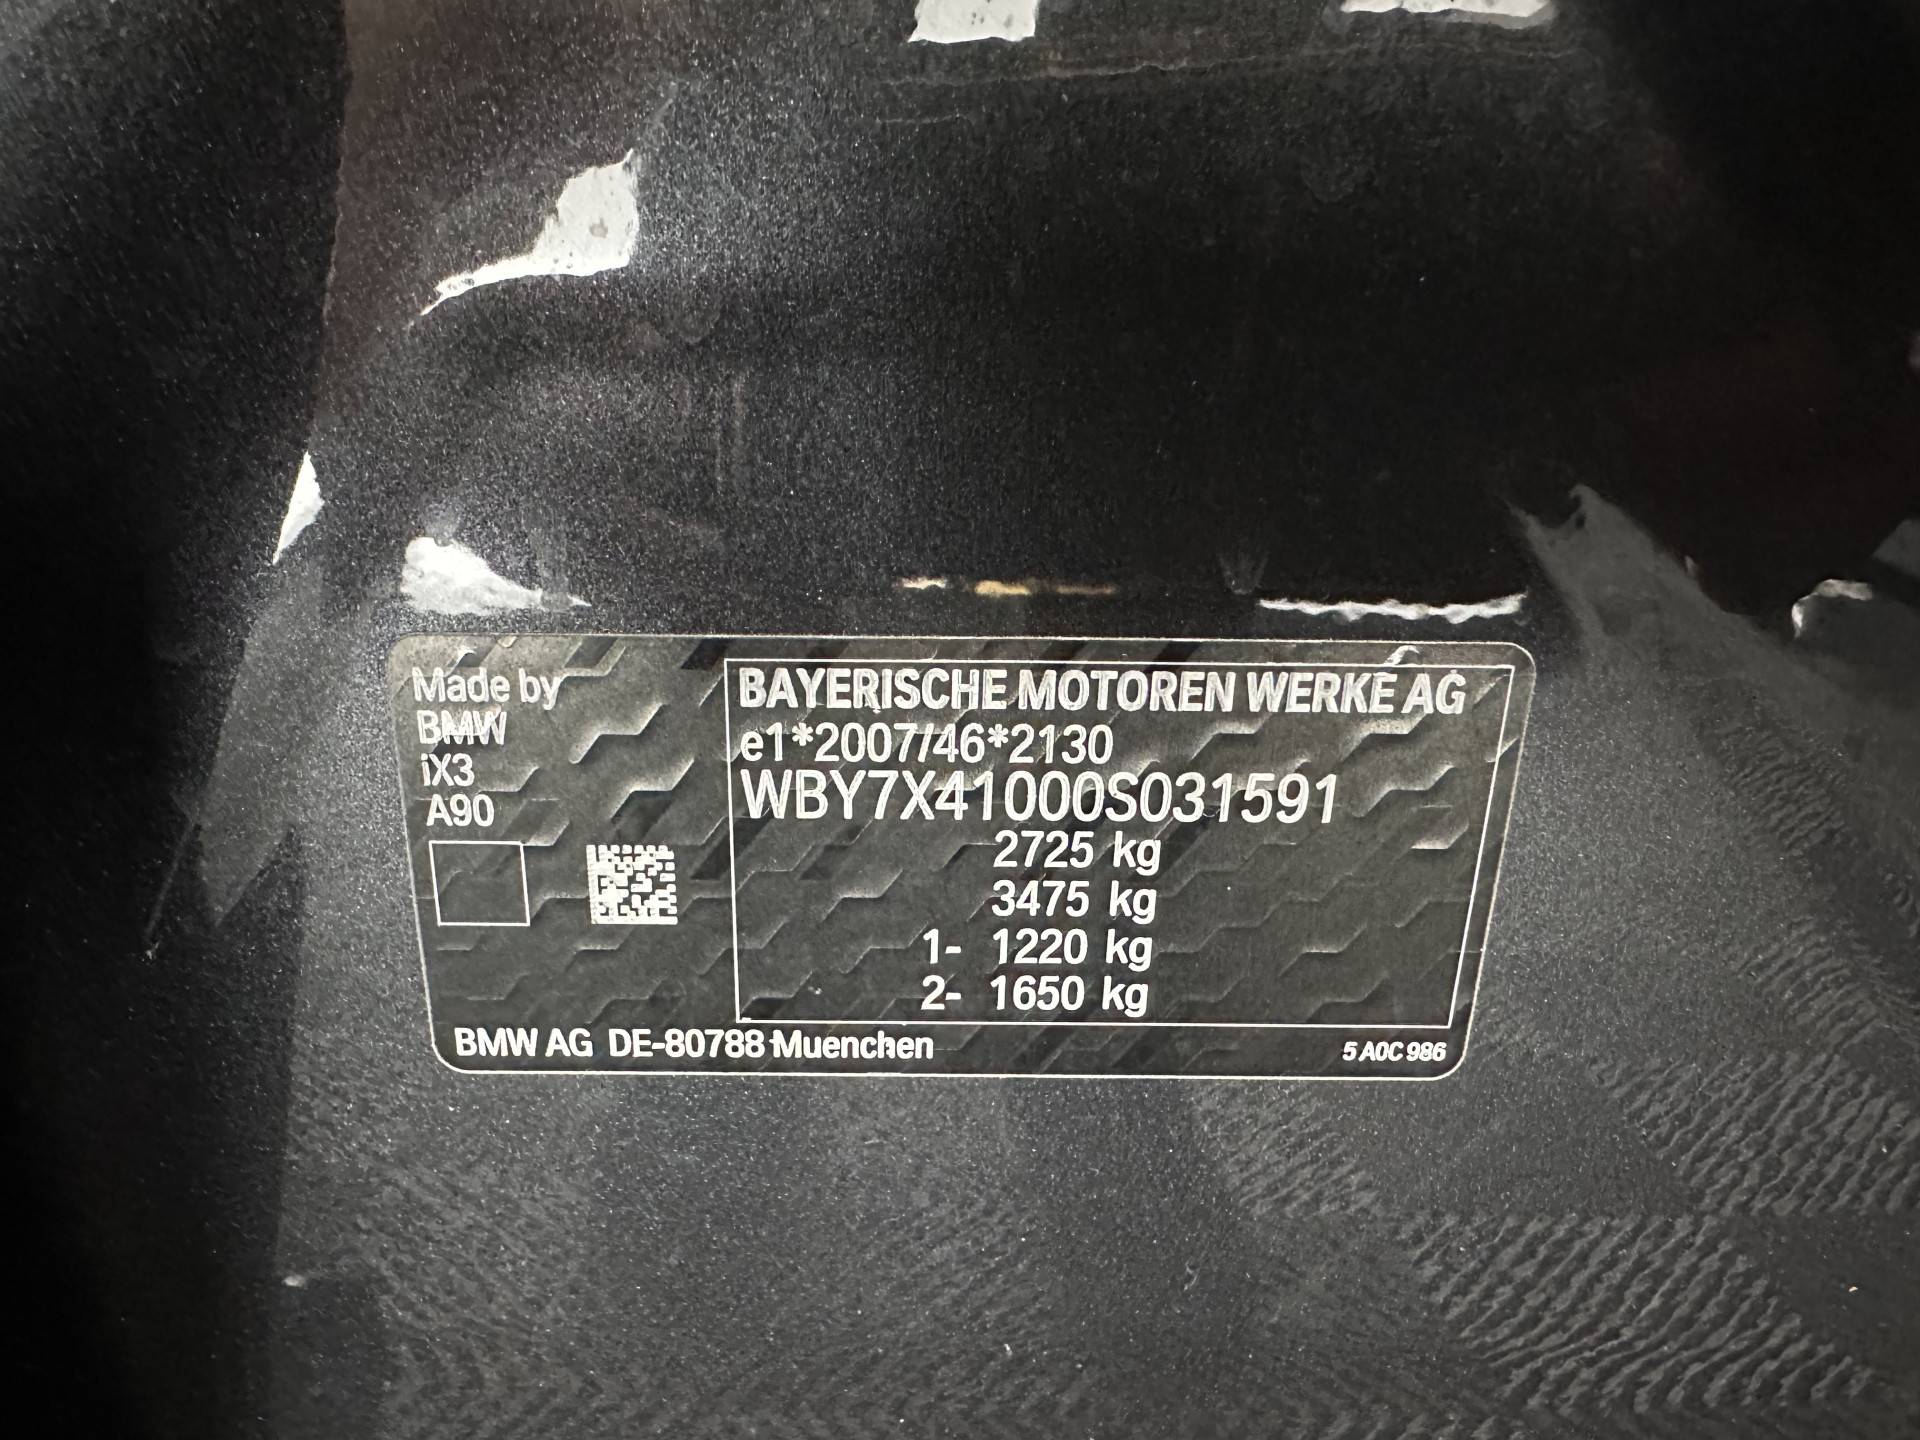 Made by
BMW
iX3
A90
BAYERISCHE MOTOREN WERKE AG
e1*2007/46*2130
WBY7X41000S031591
2725 kg
3475 kg
1- 1220 kg
2- 1650 kg
BMW AG DE-80788 Muenchen
5 A0C 986